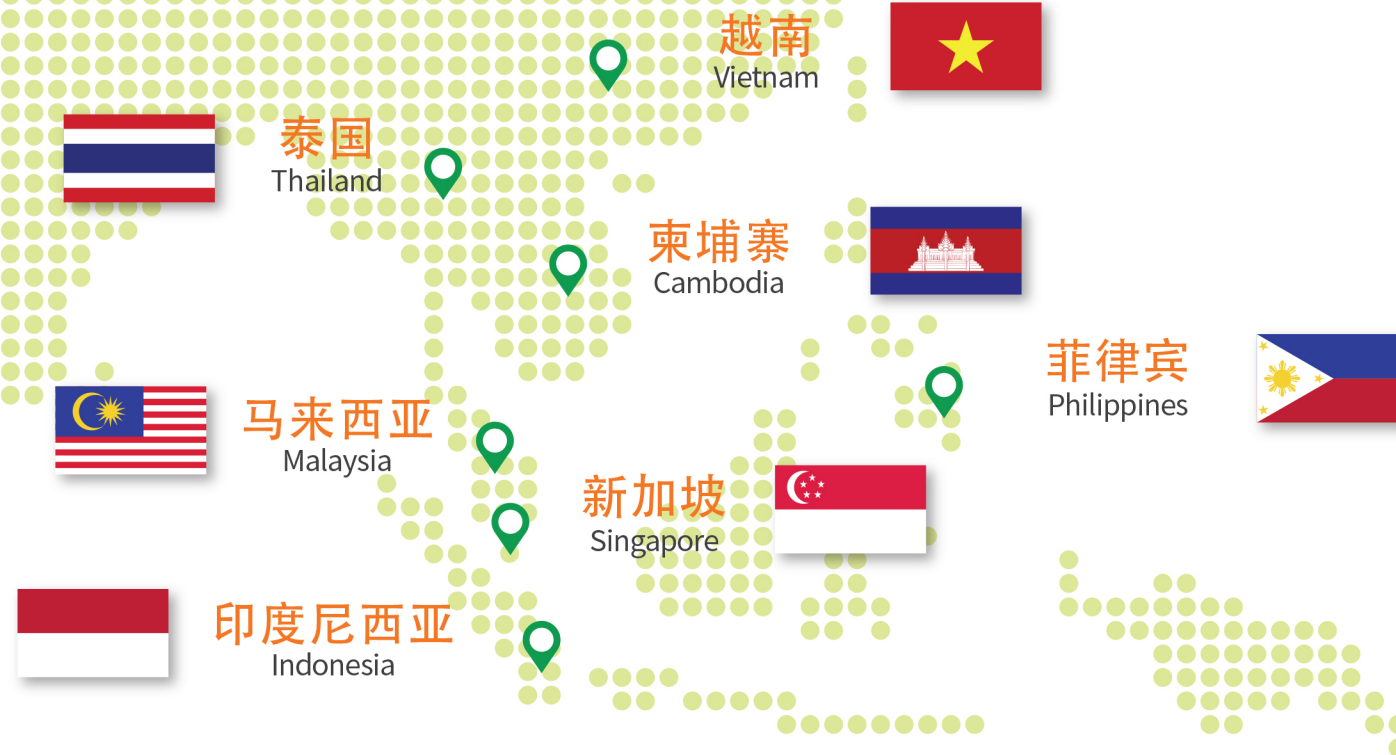 越南
Vietnam
泰国
Thailand
柬埔寨
Cambodia
菲律宾
Philippines
马来西亚
Malaysia
新加坡
Singapore
印度尼西亚
Indonesia